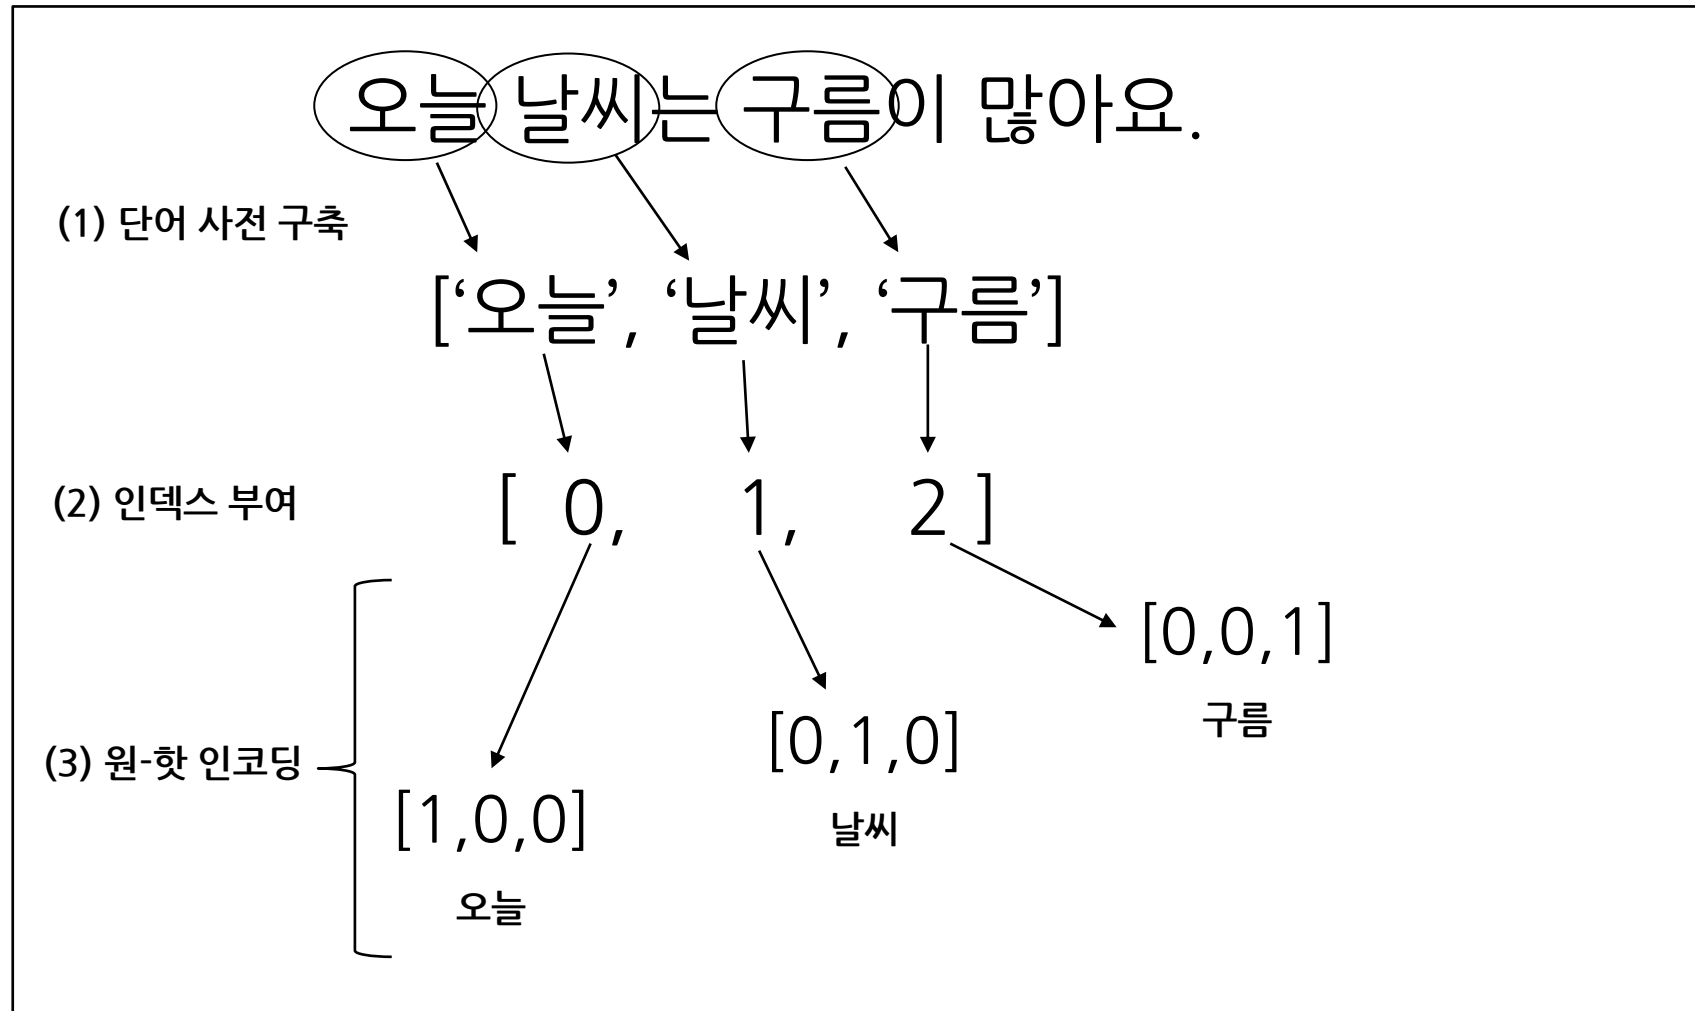 오늘 날씨는 구름이 많아요.
(1) 단어 사전 구축
[‘오늘’, ‘날씨’, ‘구름’]
(2) 인덱스 부여
[ 0, 1, 2 ]
(3) 원-핫 인코딩
[1,0,0]
오늘
[0,1,0]
날씨
[0,0,1]
구름